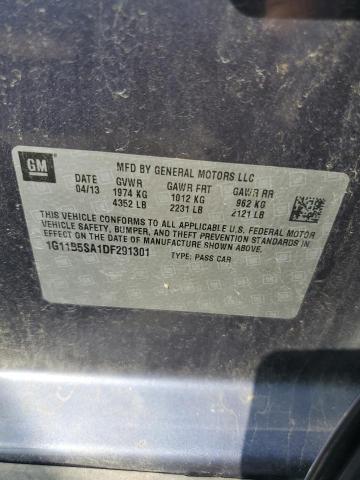 GM
MFD BY GENERAL MOTORS LLC
DATE GVWR GAWR FRT GAWR RR
04/13 1974 KG 1012 KG 962 KG
4352 LB 2231 LB 2121 LB
THIS VEHICLE CONFORMS TO ALL APPLICABLE U.S. FEDERAL MOTOR
VEHICLE SAFETY, BUMPER, AND THEFT PREVENTION STANDARDS
IN EFFECT ON THE DATE OF MANUFACTURE SHOWN ABOVE.
1G11B5SA1DF291301 TYPE: PASS CAR